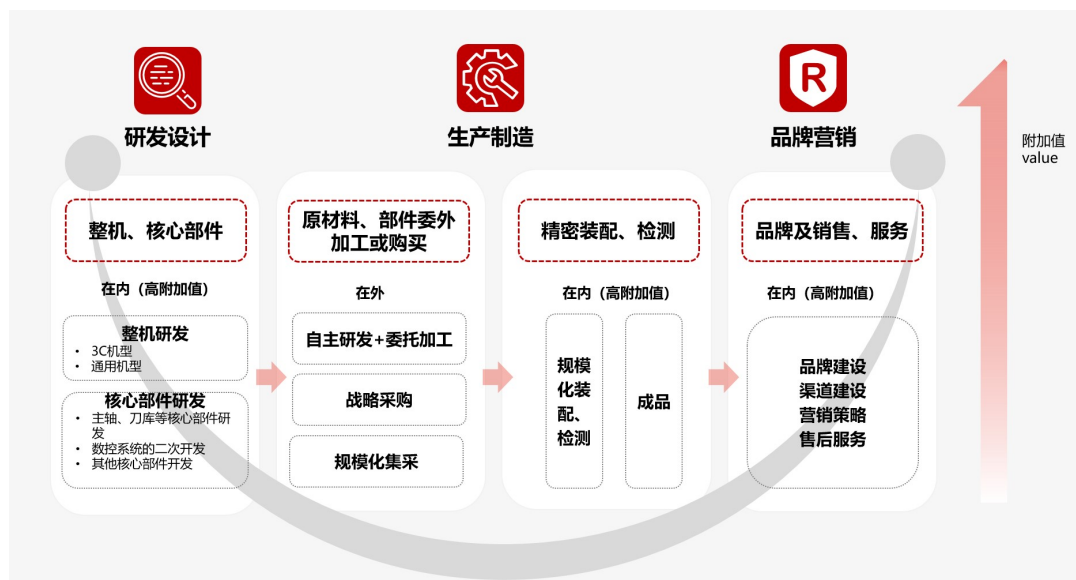 研发设计
生产制造
R
品牌营销
附加值
value
整机、核心部件
在内（高附加值）
整机研发
• 3C机型
• 通用机型
核心部件研发
• 主轴、刀库等核心部件研
发
• 数控系统的二次开发
• 其他核心部件开发
原材料、部件委外
加工或购买
在外
自主研发+委托加工
战略采购
规模化集采
精密装配、检测
在内（高附加值）
规模
化装
配、
检测
成品
品牌及销售、服务
在内（高附加值）
品牌建设
渠道建设
营销策略
售后服务